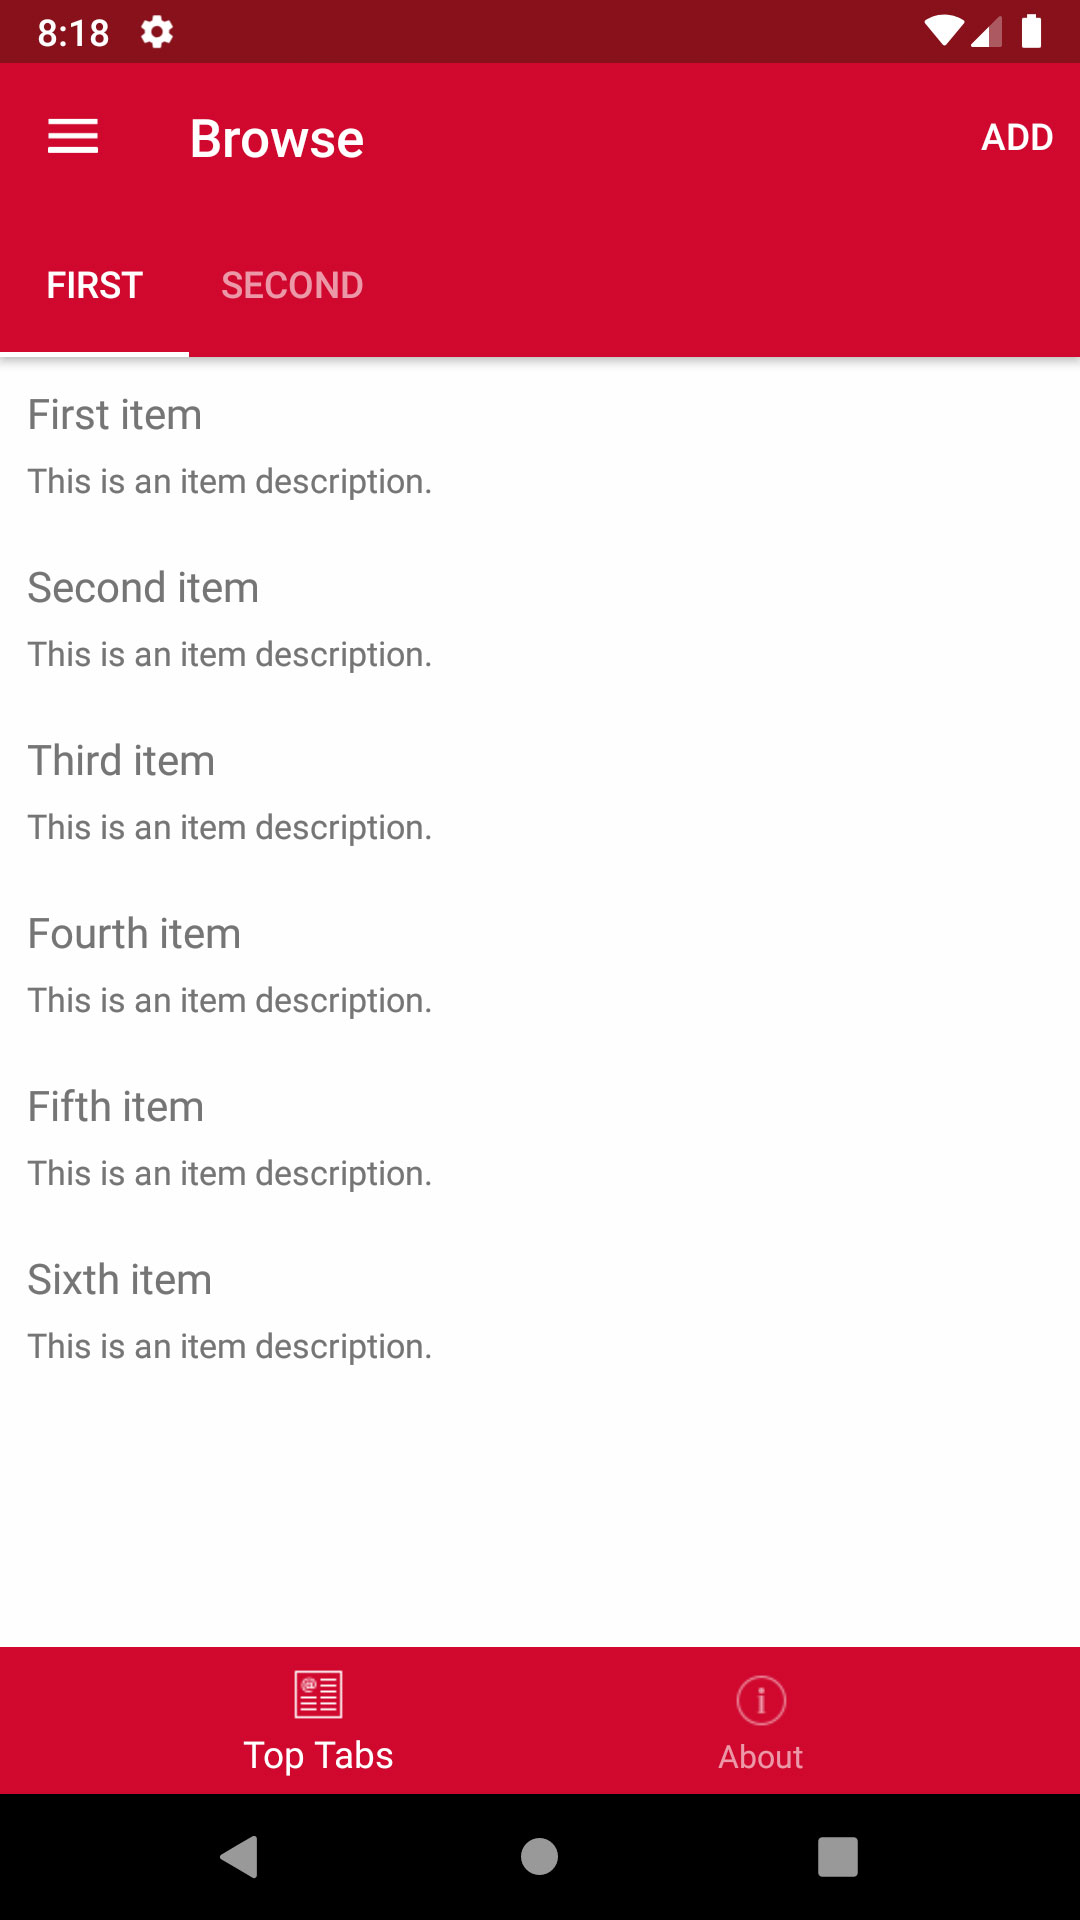 8:18
Browse
ADD
FIRST
SECOND
First item
This is an item description.
Second item
This is an item description.
Third item
This is an item description.
Fourth item
This is an item description.
Fifth item
This is an item description.
Sixth item
This is an item description.
Top Tabs
About